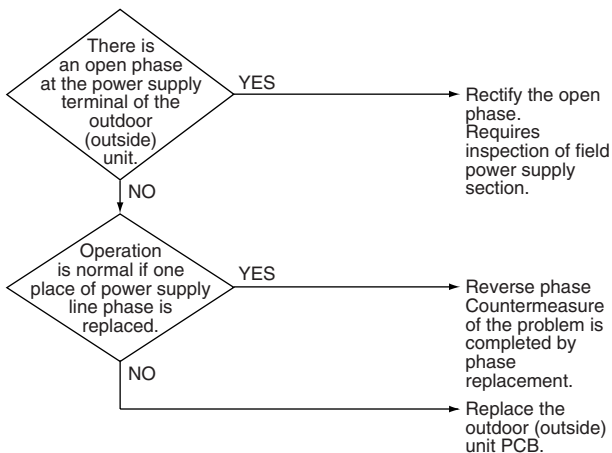 There is
an open phase
at the power supply
terminal of the
outdoor
(outside)
unit.
YES
Rectify the open
phase.
Requires
inspection of field
power supply
section.
NO
Operation
is normal if one
place of power supply
line phase is
replaced.
YES
Reverse phase
Countermeasure
of the problem is
completed by
phase
replacement.
NO
Replace the
outdoor (outside)
unit PCB.